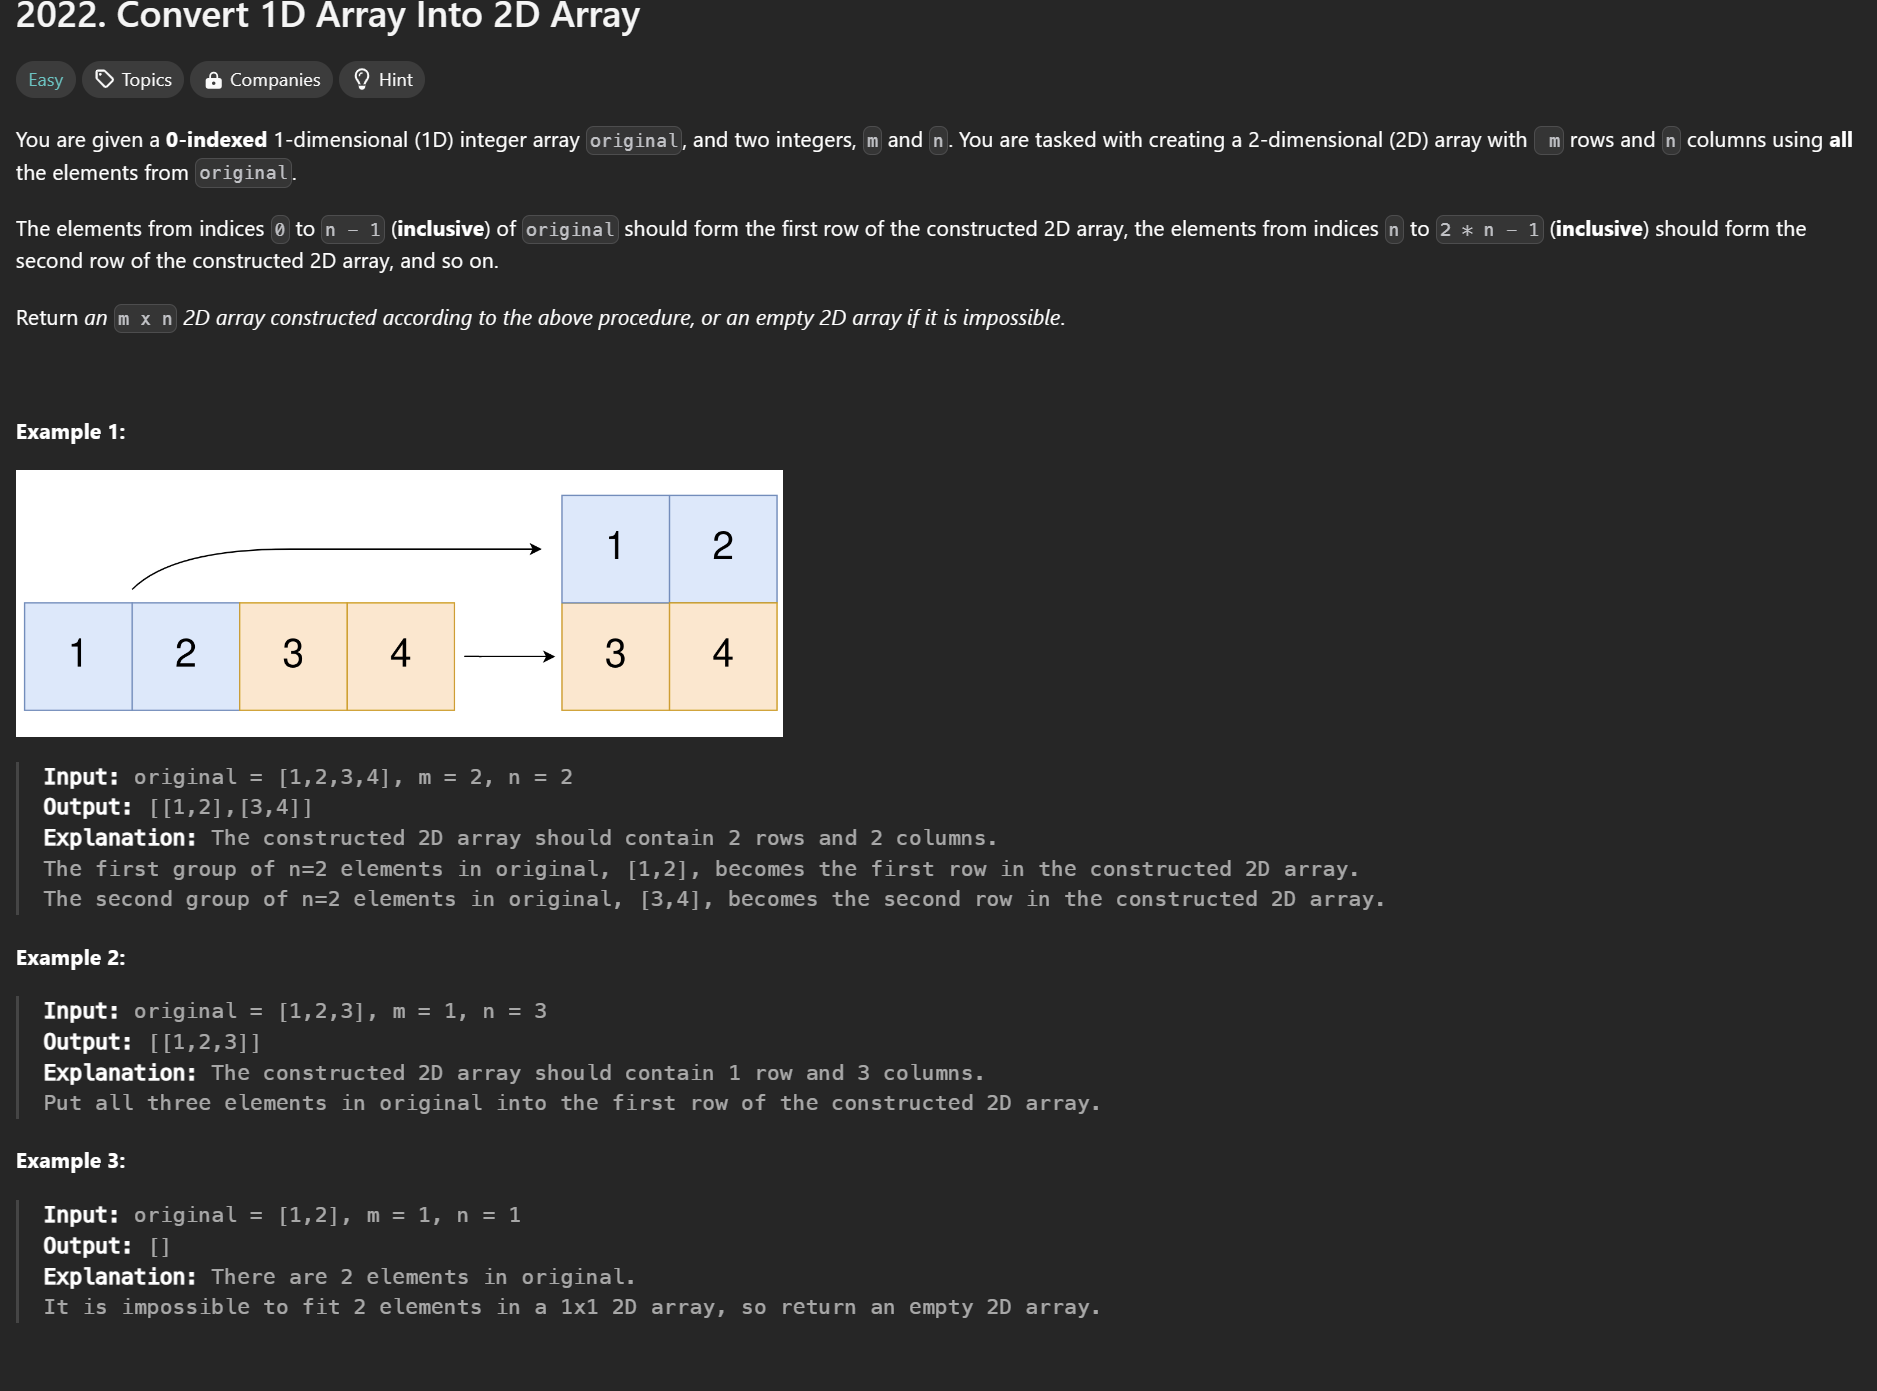 2022. Convert 1D Array Into 2D Array
Easy Topics Companies Hint
You are given a 0-indexed 1-dimensional (1D) integer array original, and two integers, m and n. You are tasked with creating a 2-dimensional (2D) array with m rows and n columns using all
the elements from original.
The elements from indices 0 to n - 1 (inclusive) of original should form the first row of the constructed 2D array, the elements from indices n to 2 * n - 1 (inclusive) should form the
second row of the constructed 2D array, and so on.
Return an m x n 2D array constructed according to the above procedure, or an empty 2D array if it is impossible.
Example 1:
1 2
1 2 3 4 3 4
Input: original = [1,2,3,4], m = 2, n = 2
Output: [[1,2],[3,4]]
Explanation: The constructed 2D array should contain 2 rows and 2 columns.
The first group of n=2 elements in original, [1,2], becomes the first row in the constructed 2D array.
The second group of n=2 elements in original, [3,4], becomes the second row in the constructed 2D array.
Example 2:
Input: original = [1,2,3], m = 1, n = 3
Output: [[1,2,3]]
Explanation: The constructed 2D array should contain 1 row and 3 columns.
Put all three elements in original into the first row of the constructed 2D array.
Example 3:
Input: original = [1,2], m = 1, n = 1
Output: []
Explanation: There are 2 elements in original.
It is impossible to fit 2 elements in a 1x1 2D array, so return an empty 2D array.